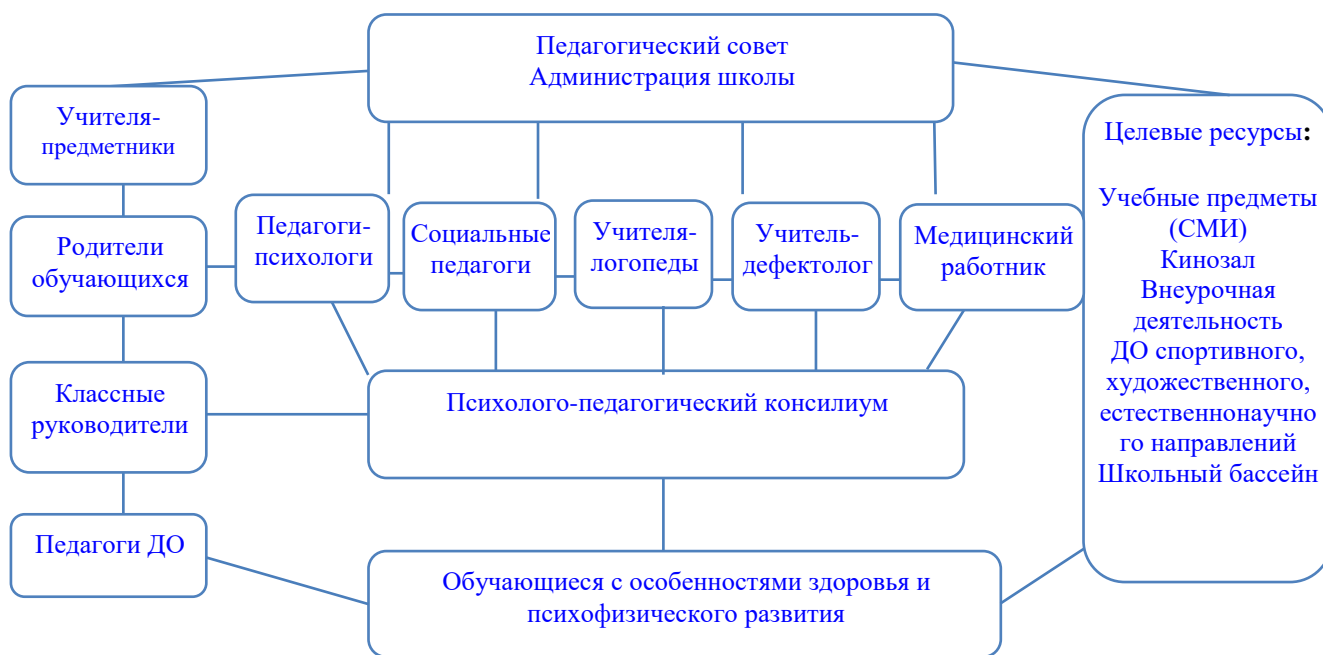 Педагогический совет
Администрация школы
Учителя-
предметники
Родители
обучающихся
Классные
руководители
Педагоги ДО
Педагоги-
психологи
Социальные
педагоги
Учителя-
логопеды
Учитель-
дефектолог
Медицинский
работник
Психолого-педагогический консилиум
Обучающиеся с особенностями здоровья и
психофизического развития
Целевые ресурсы:
Учебные предметы
(СМИ)
Кинозал
Внеурочная
деятельность
ДО спортивного,
художественного,
естественнонаучно
го направлений
Школьный бассейн